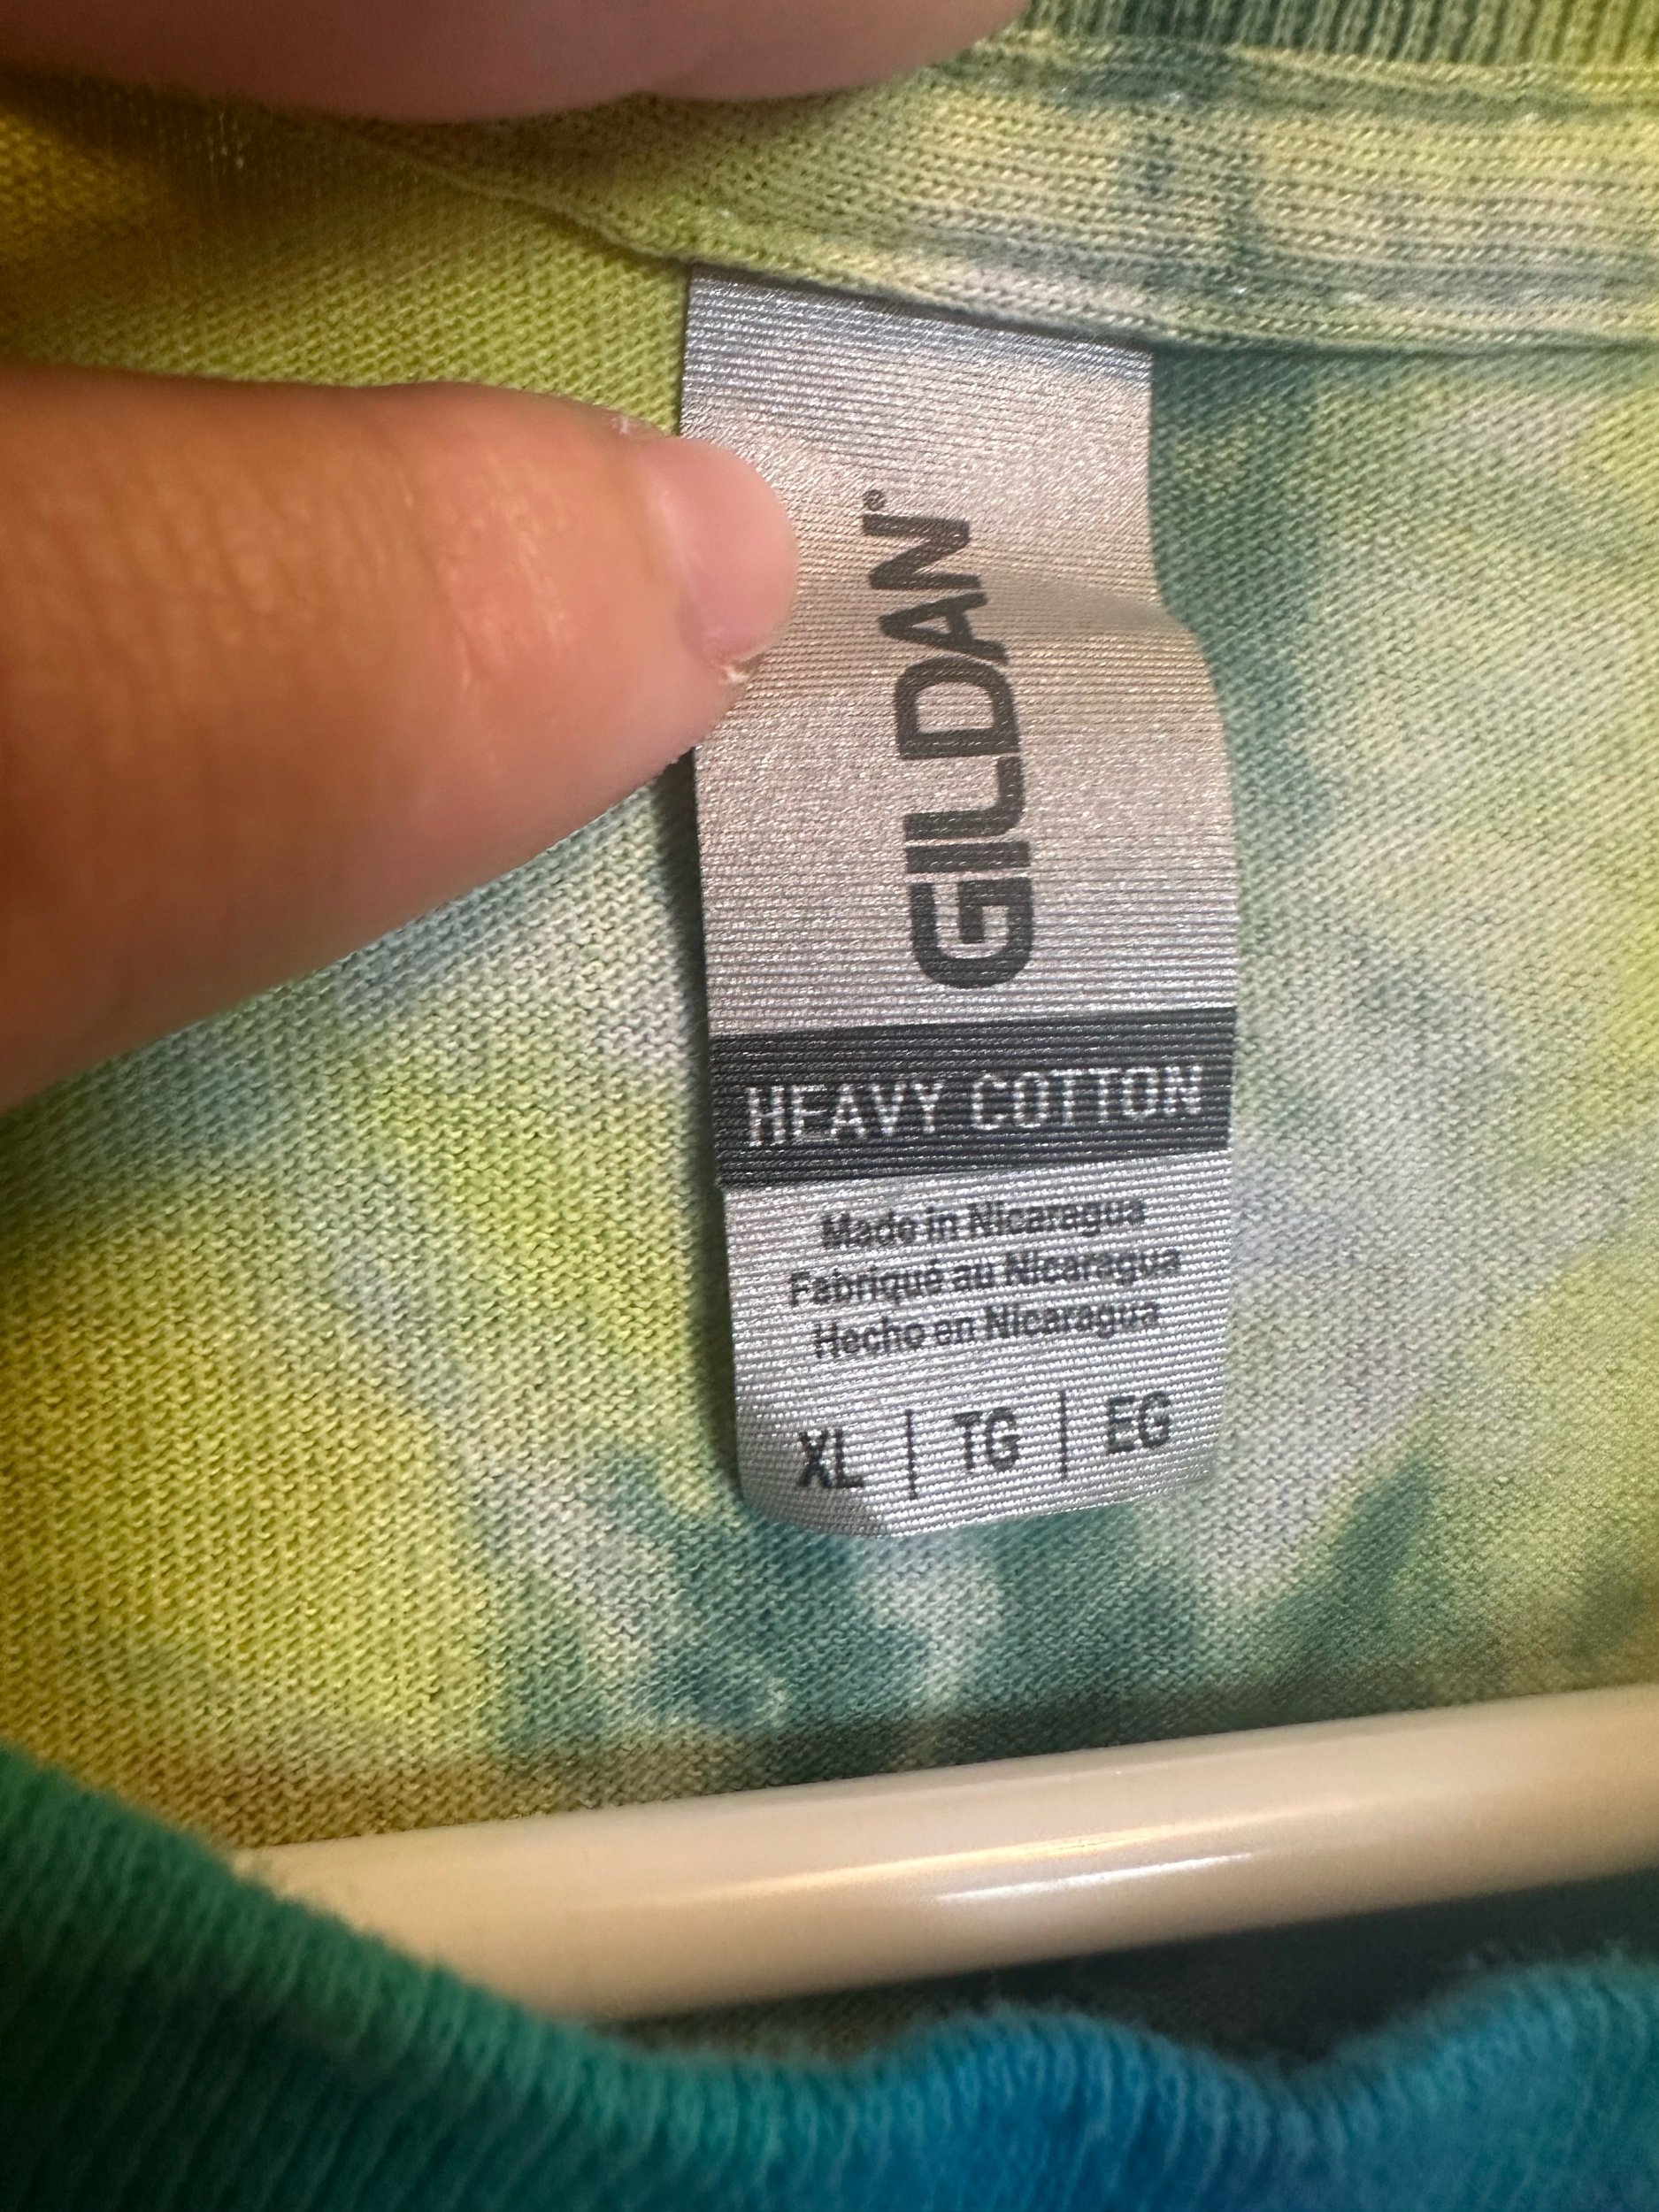 GILDAN®
HEAVY COTTON
Made in Nicaragua
Fabriqué au Nicaragua
Hecho en Nicaragua
XL | TG | EG